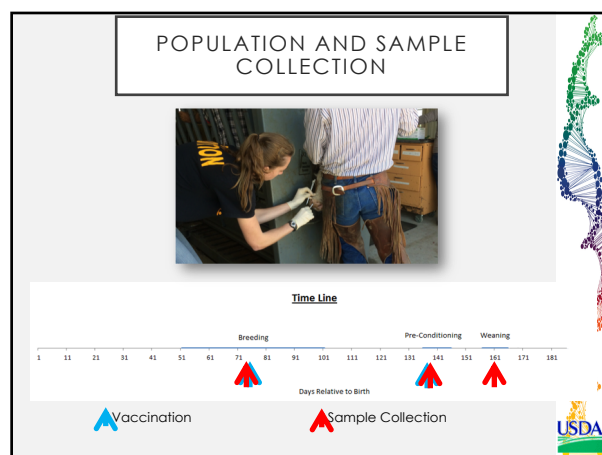 POPULATION AND SAMPLE
COLLECTION
NOI
Time Line
Breeding Pre-Conditioning Weaning
1 11 21 31 41 51 61 71 81 91 101 111 121 131 141 151 161 171 181
Days Relative to Birth
Vaccination Sample Collection
USDA